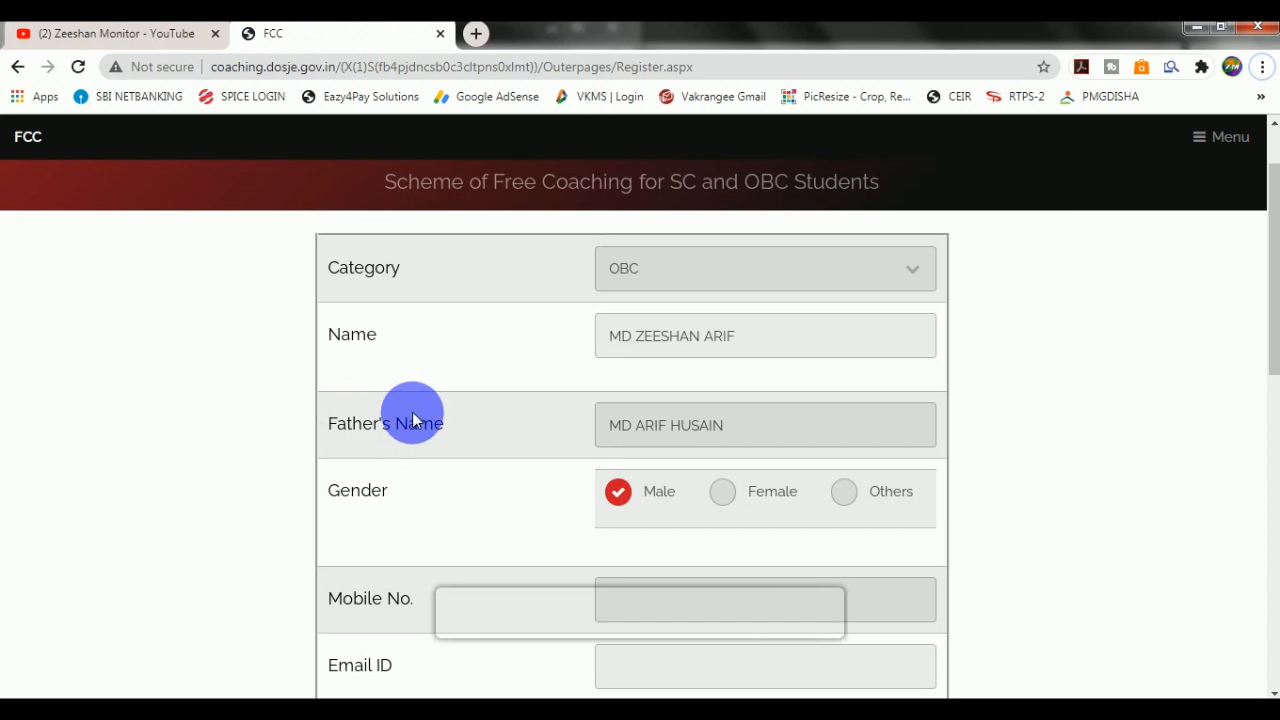 (2) Zeeshan Monitor - YouTube
FCC
Not secure
coaching.dosje.gov.in/(X(1)S(fb4pjdncsb0c3cltpns0xlmt))/Outerpages/Register.aspx
Apps
SBI NETBANKING
SPICE LOGIN
Eazy4Pay Solutions
Google AdSense
VKMS | Login
Vakrangee Gmail
PicResize - Crop, Re...
CEIR
RTPS-2
PMGDISHA
»
FCC
Menu
Scheme of Free Coaching for SC and OBC Students
Category
OBC
Name
MD ZEESHAN ARIF
Father's Name
MD ARIF HUSAIN
Gender
Male
Female
Others
Mobile No.
Email ID